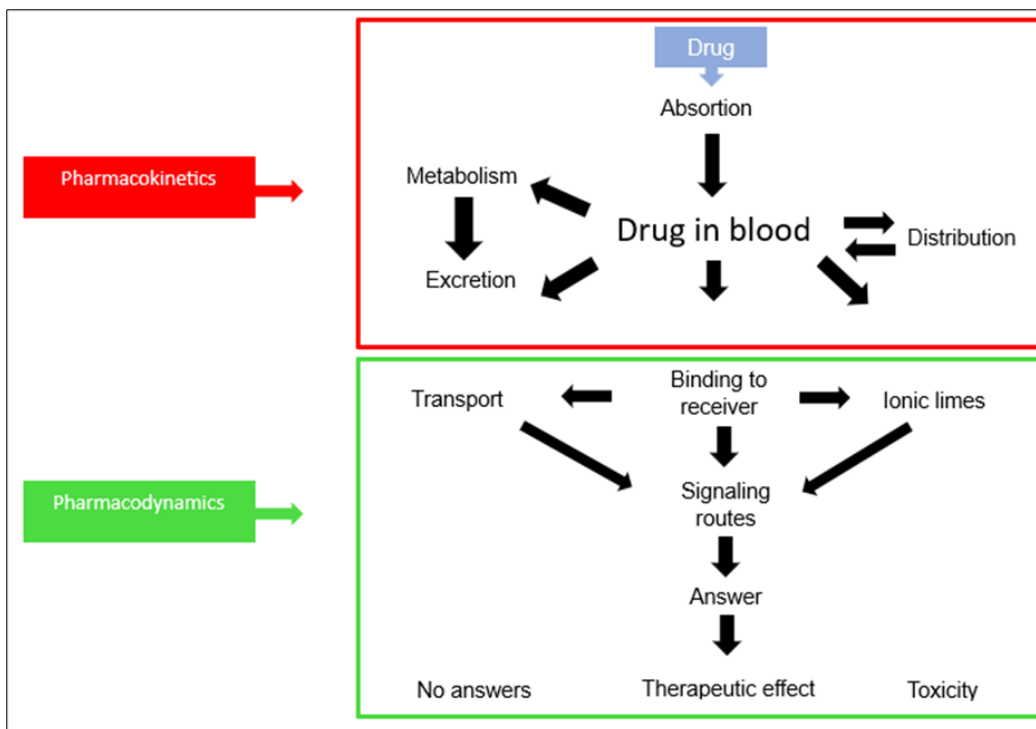 Drug
Absortion
Pharmacokinetics
Metabolism
Drug in blood
Distribution
Excretion
Binding to
receiver
Transport
Ionic limes
Pharmacodynamics
Signaling
routes
Answer
No answers
Therapeutic effect
Toxicity